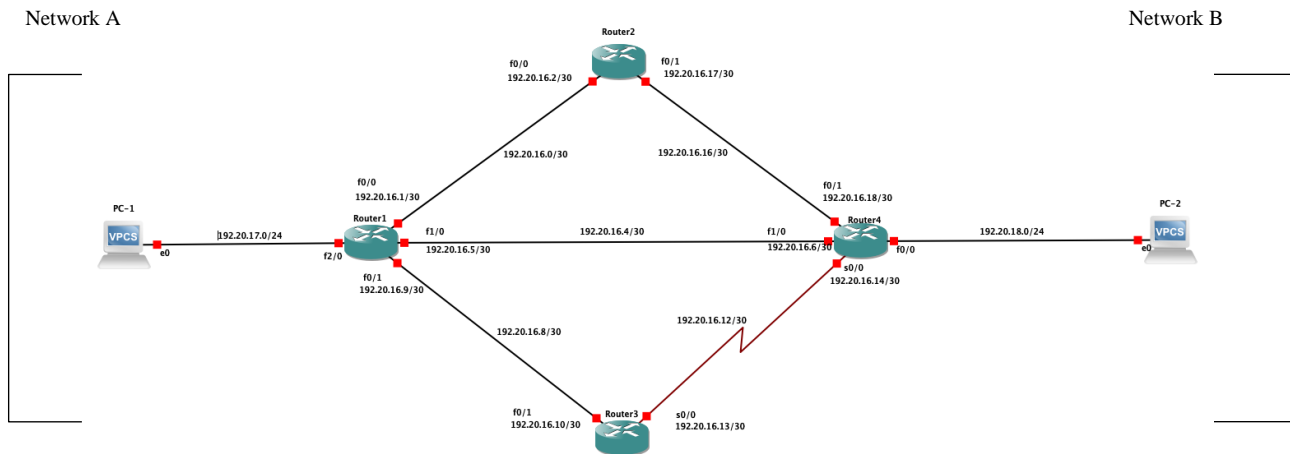 Network A
Network B
Router2
f0/0
192.20.16.2/30
f0/1
192.20.16.17/30
192.20.16.0/30
192.20.16.16/30
f0/0
192.20.16.1/30
f0/1
192.20.16.18/30
PC-1
VPCS
e0
192.20.17.0/24
f2/0
Router1
f1/0
192.20.16.5/30
192.20.16.4/30
f1/0
192.20.16.6/30
Router4
f0/0
192.20.18.0/24
PC-2
VPCS
e0
f0/1
192.20.16.9/30
s0/0
192.20.16.14/30
192.20.16.8/30
192.20.16.12/30
f0/1
192.20.16.10/30
Router3
s0/0
192.20.16.13/30